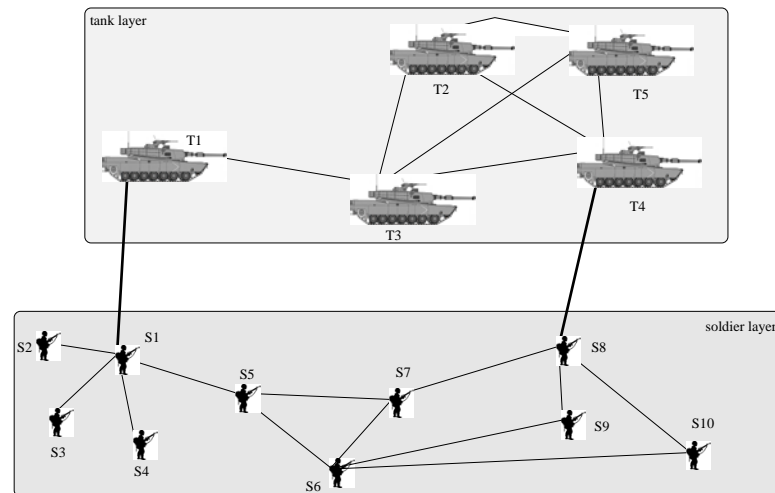 tank layer
T2
T5
T1
T4
T3
soldier layer
S2
S1
S8
S5
S7
S3
S4
S9
S10
S6